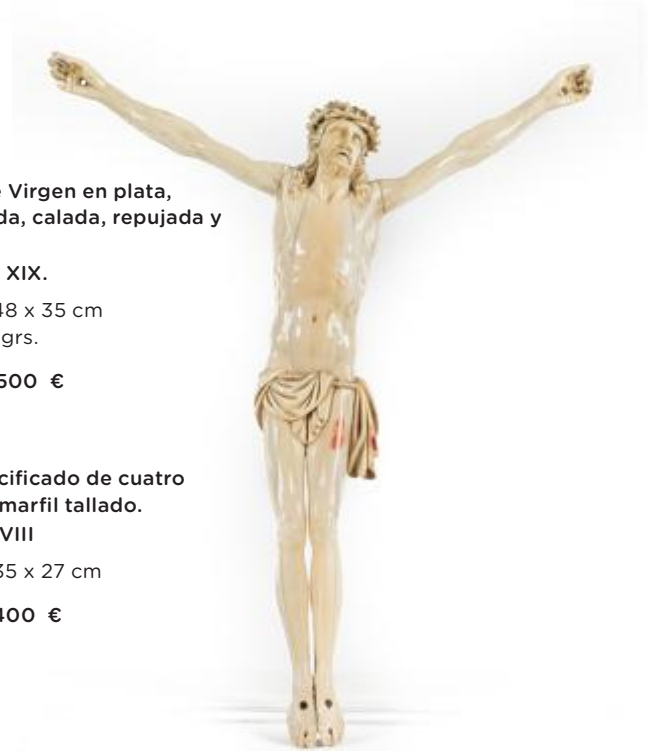 Virgen en plata,
da, calada, repujada y
XIX.
48 x 35 cm
grs.
500 €
cificado de cuatro
marfil tallado.
VIII
35 x 27 cm
400 €